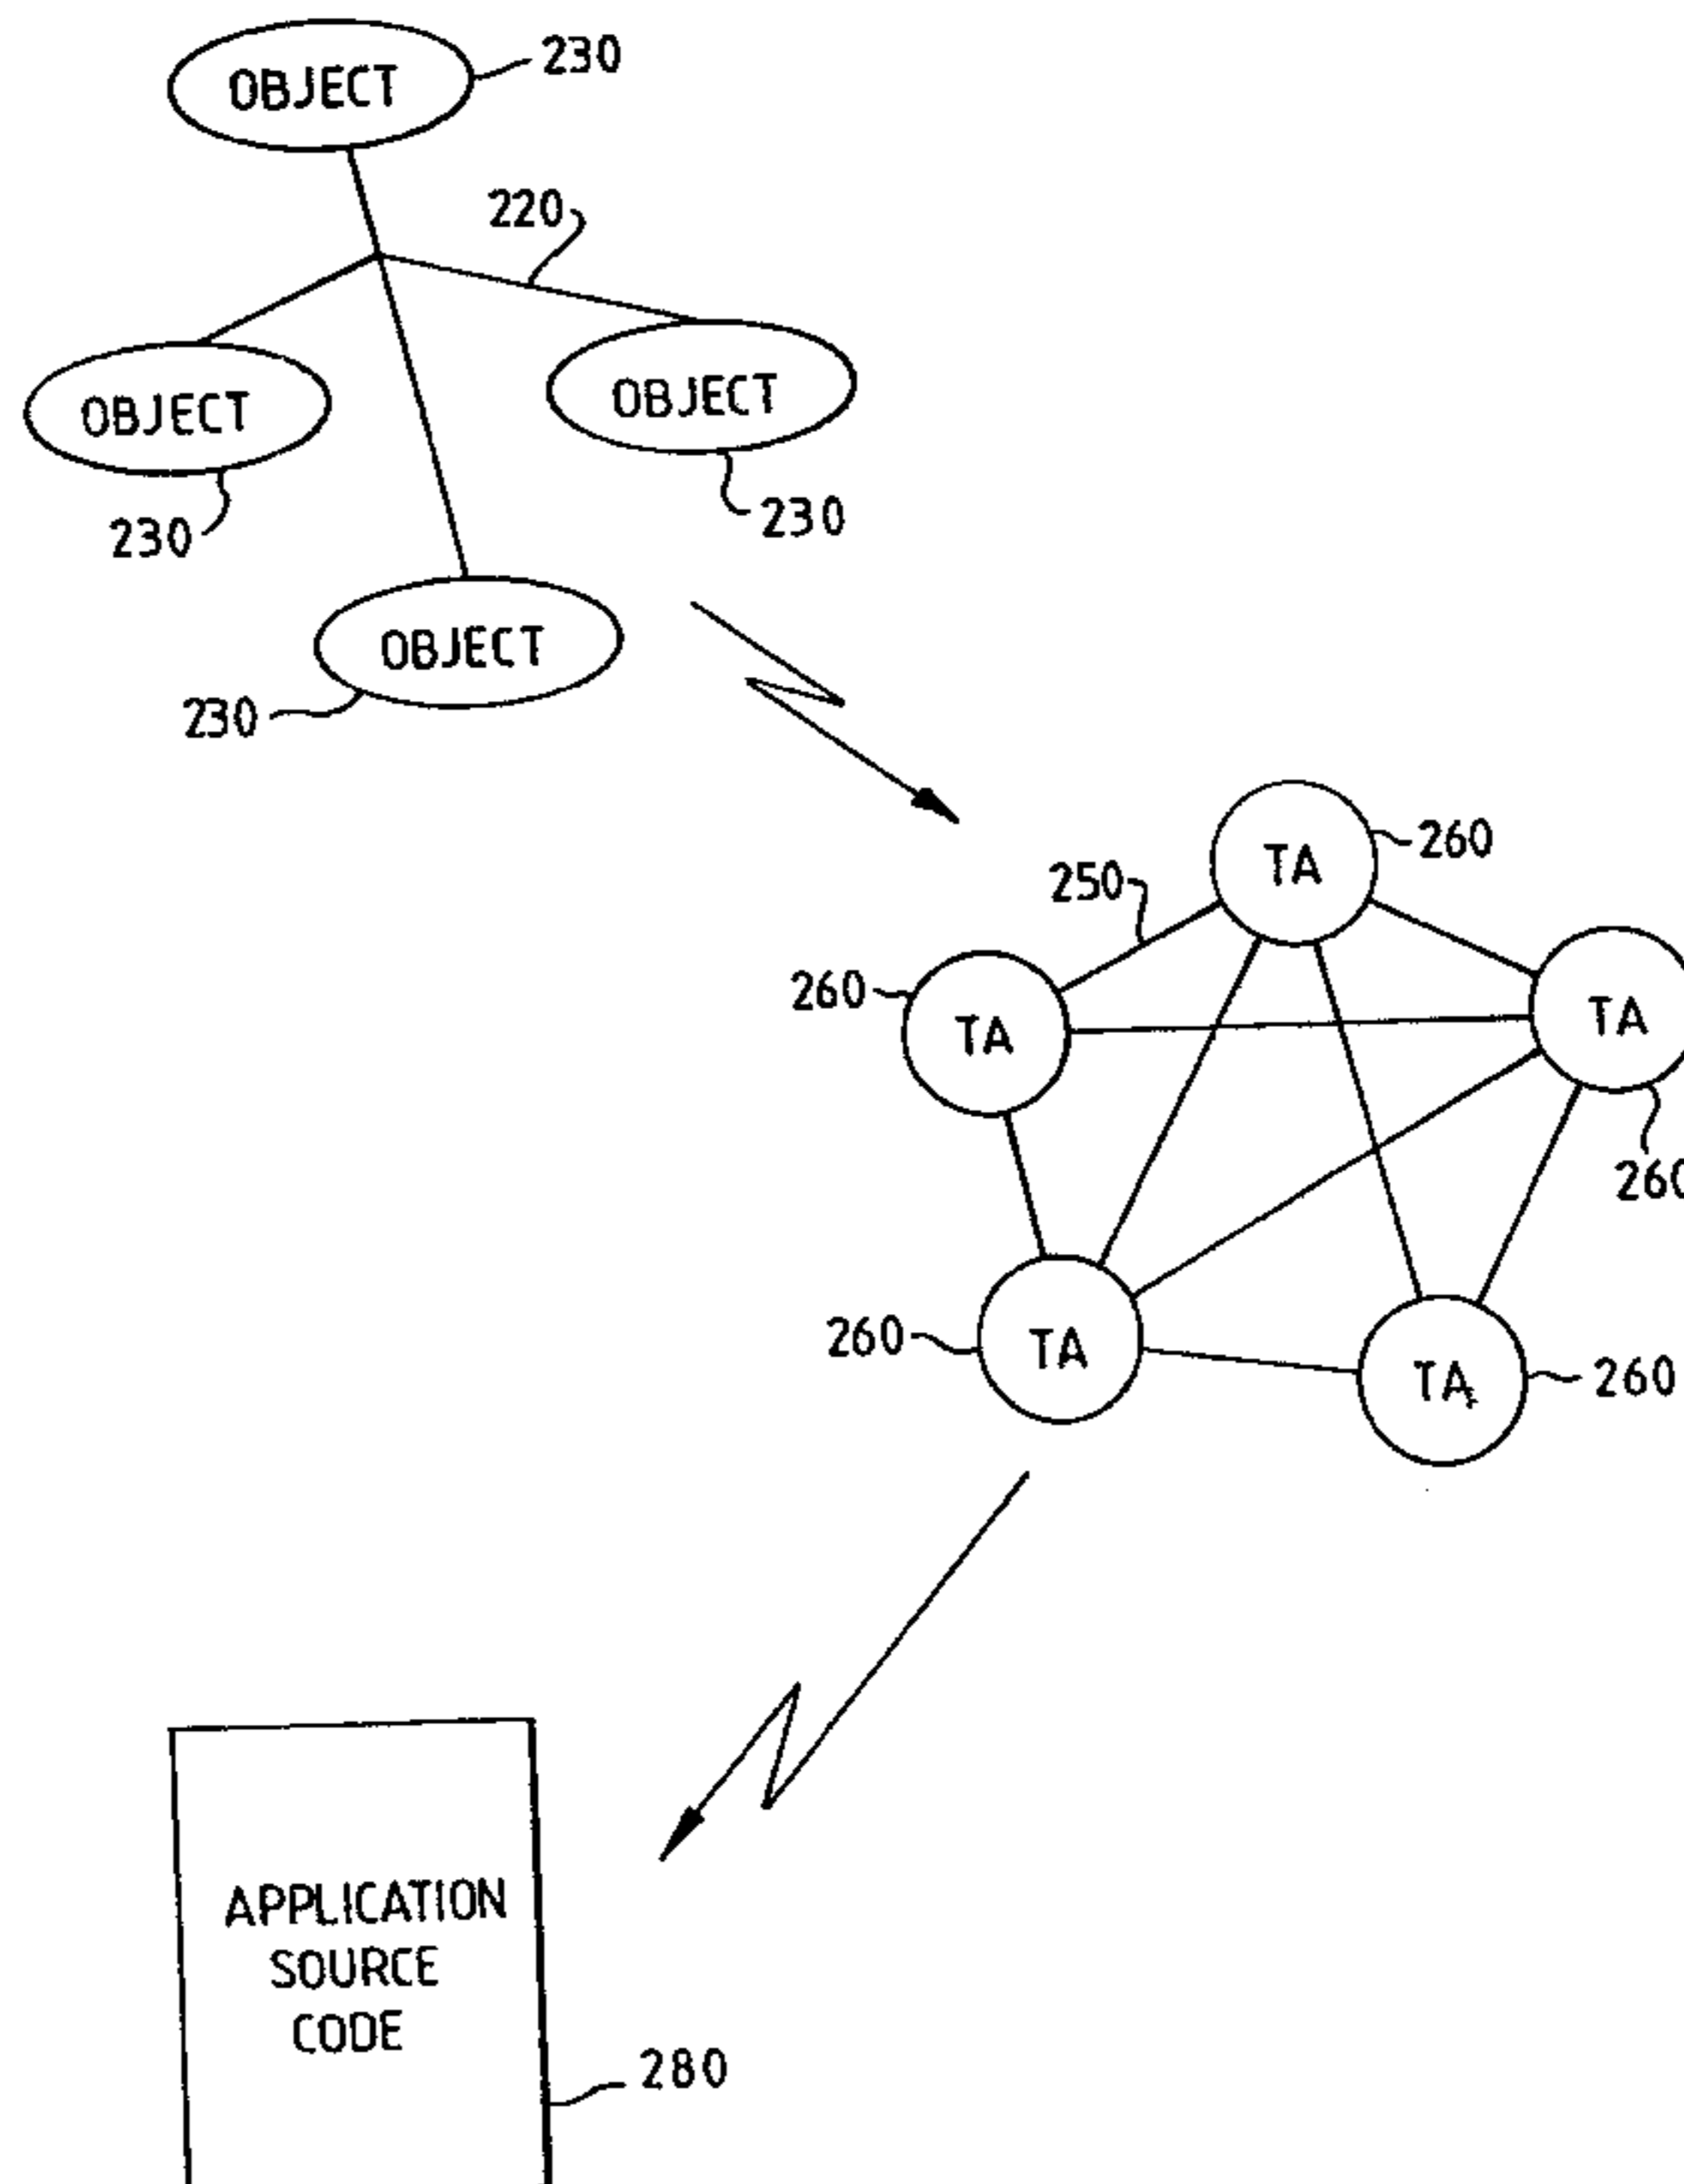 OBJECT
230
220
OBJECT
OBJECT
230
230
OBJECT
230
TA
260
250
260
TA
TA
260
260
TA
TA
260
APPLICATION
SOURCE
CODE
280